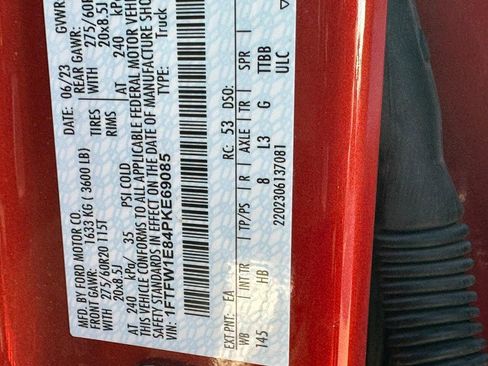 MFD. BY FORD MOTOR CO.
DATE: 06/23 GVWR
FRONT GAWR: 1633 KG ( 3600 LB) REAR GAWR:
WITH 275/60R20 115T TIRES WITH 275/60R
20x8.5J RIMS 20x8.5J
AT 240 kPa/ 35 PSI COLD AT 240 kPa
THIS VEHICLE CONFORMS TO ALL APPLICABLE FEDERAL MOTOR VEHIC
SAFETY STANDARDS IN EFFECT ON THE DATE OF MANUFACTURE SHO
VIN: 1FTFW1E84PKE69085
TYPE: Truck
EXT PNT: EA RC: 53 DSO:
WB INT TR TP/PS R AXLE TR SPR
145 HB 8 L3 G TTBB
2202306137081 ULC